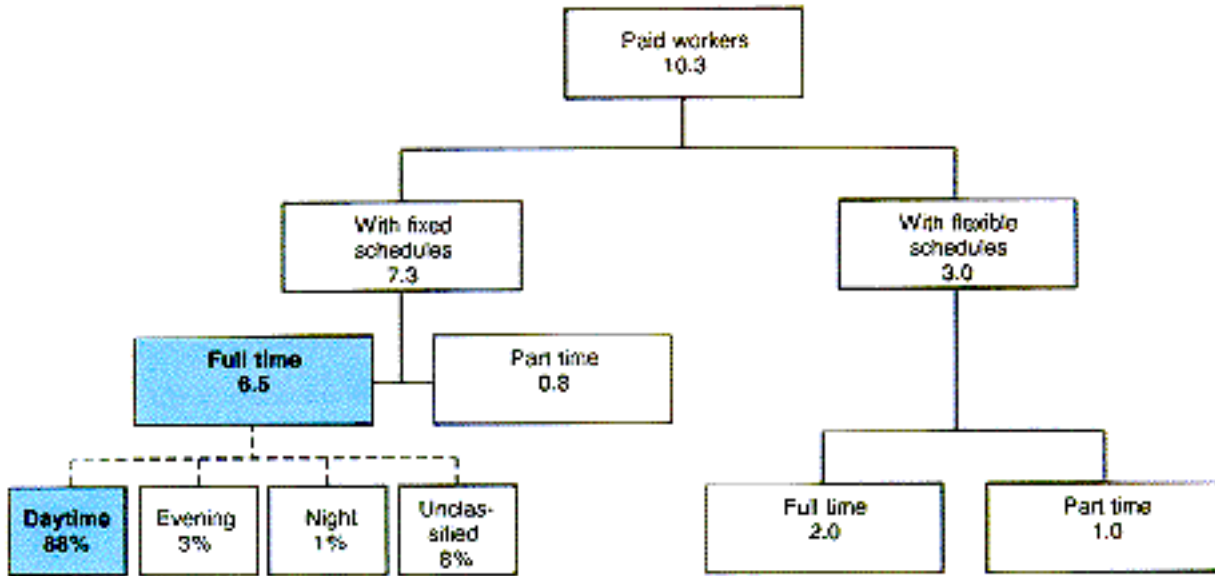 Paid workers
10.3
With fixed
schedules
7.3
With flexible
schedules
3.0
Full time
6.5
Part time
0.8
Daytime
88%
Evening
3%
Night
1%
Unclas-
sified
8%
Full time
2.0
Part time
1.0